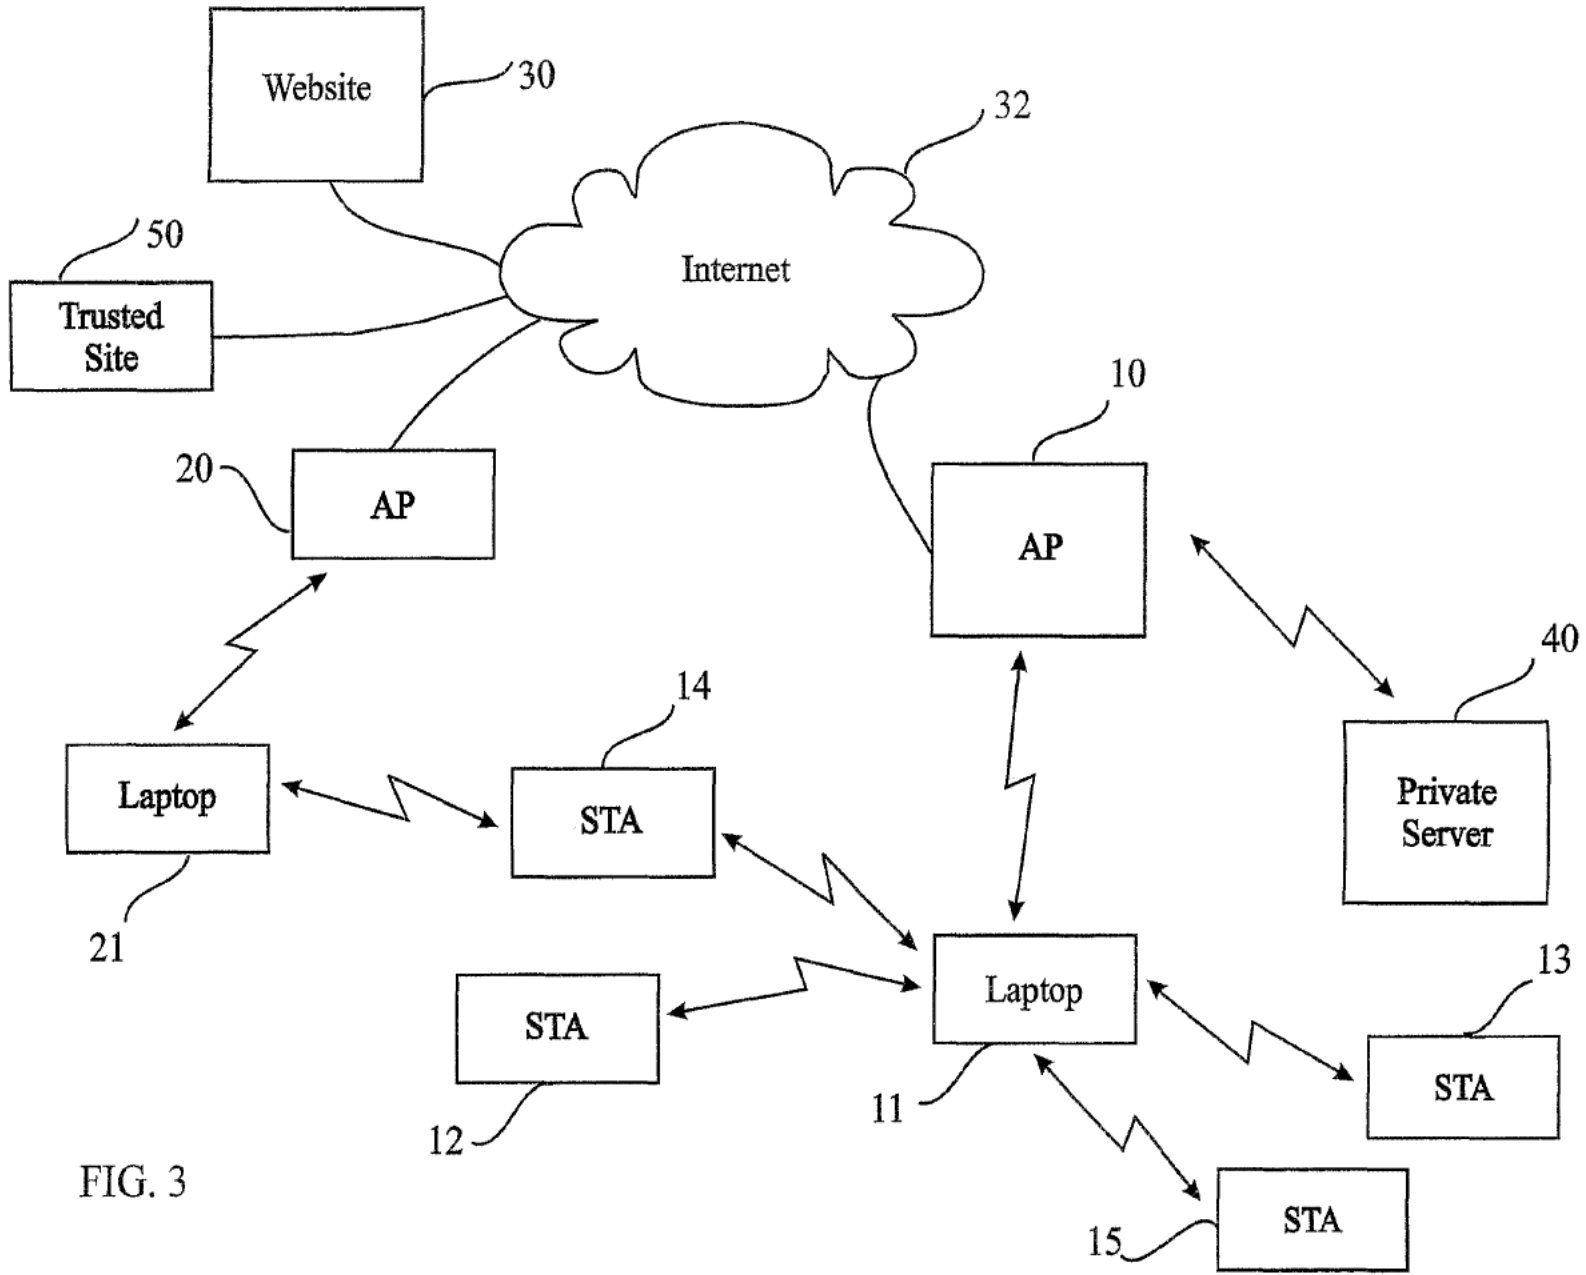 Website
30
32
50
Internet
Trusted
Site
10
20
AP
AP
40
14
Laptop
STA
Private
Server
21
13
Laptop
STA
STA
11
12
FIG. 3
STA
15